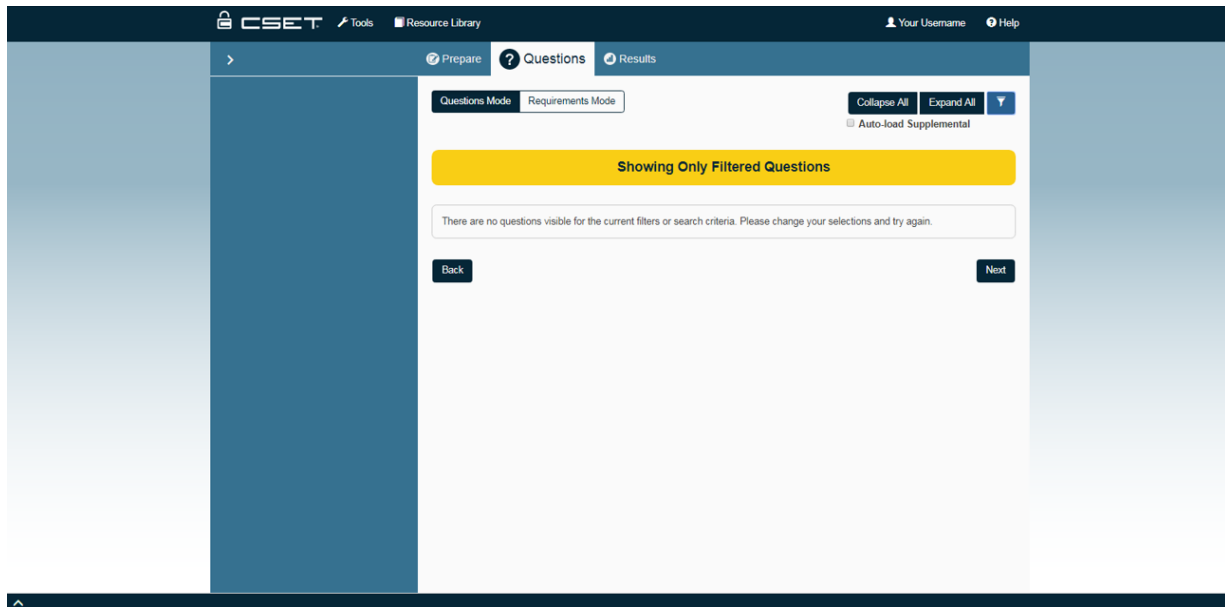 CSET Tools Resource Library Your Username Help
Prepare ? Questions Results
Questions Mode Requirements Mode Collapse All Expand All
Auto-load Supplemental
Showing Only Filtered Questions
There are no questions visible for the current filters or search criteria. Please change your selections and try again.
Back Next